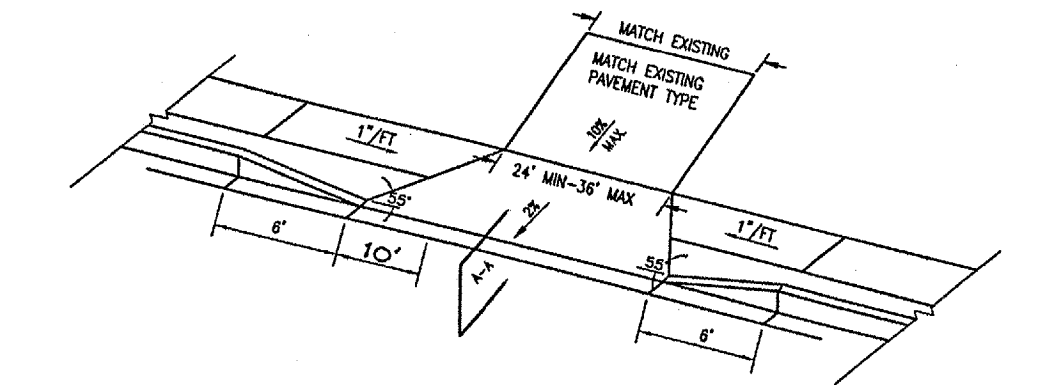 MATCH EXISTING
MATCH EXISTING
PAVEMENT TYPE
10%
MAX
1"/FT
24' MIN-36' MAX
55°
2%
1"/FT
6'
10'
A-A
55°
6'